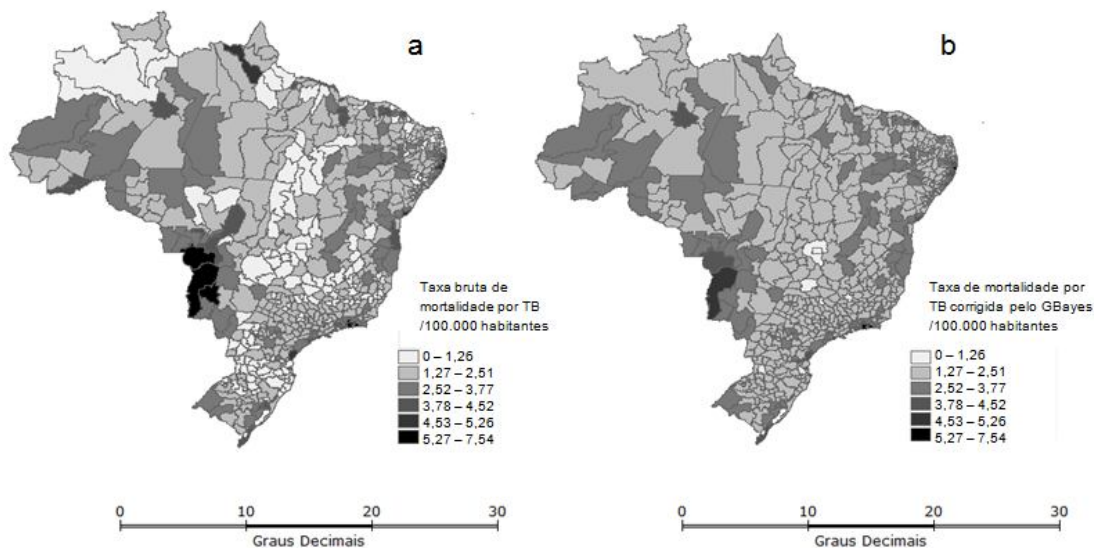 a
Taxa bruta de
mortalidade por TB
/100.000 habitantes
0 – 1,26
1,27 – 2,51
2,52 – 3,77
3,78 – 4,52
4,53 – 5,26
5,27 – 7,54
0 10 20 30
Graus Decimais
b
Taxa de mortalidade por
TB corrigida pelo GBayes
/100.000 habitantes
0 – 1,26
1,27 – 2,51
2,52 – 3,77
3,78 – 4,52
4,53 – 5,26
5,27 – 7,54
0 10 20 30
Graus Decimais